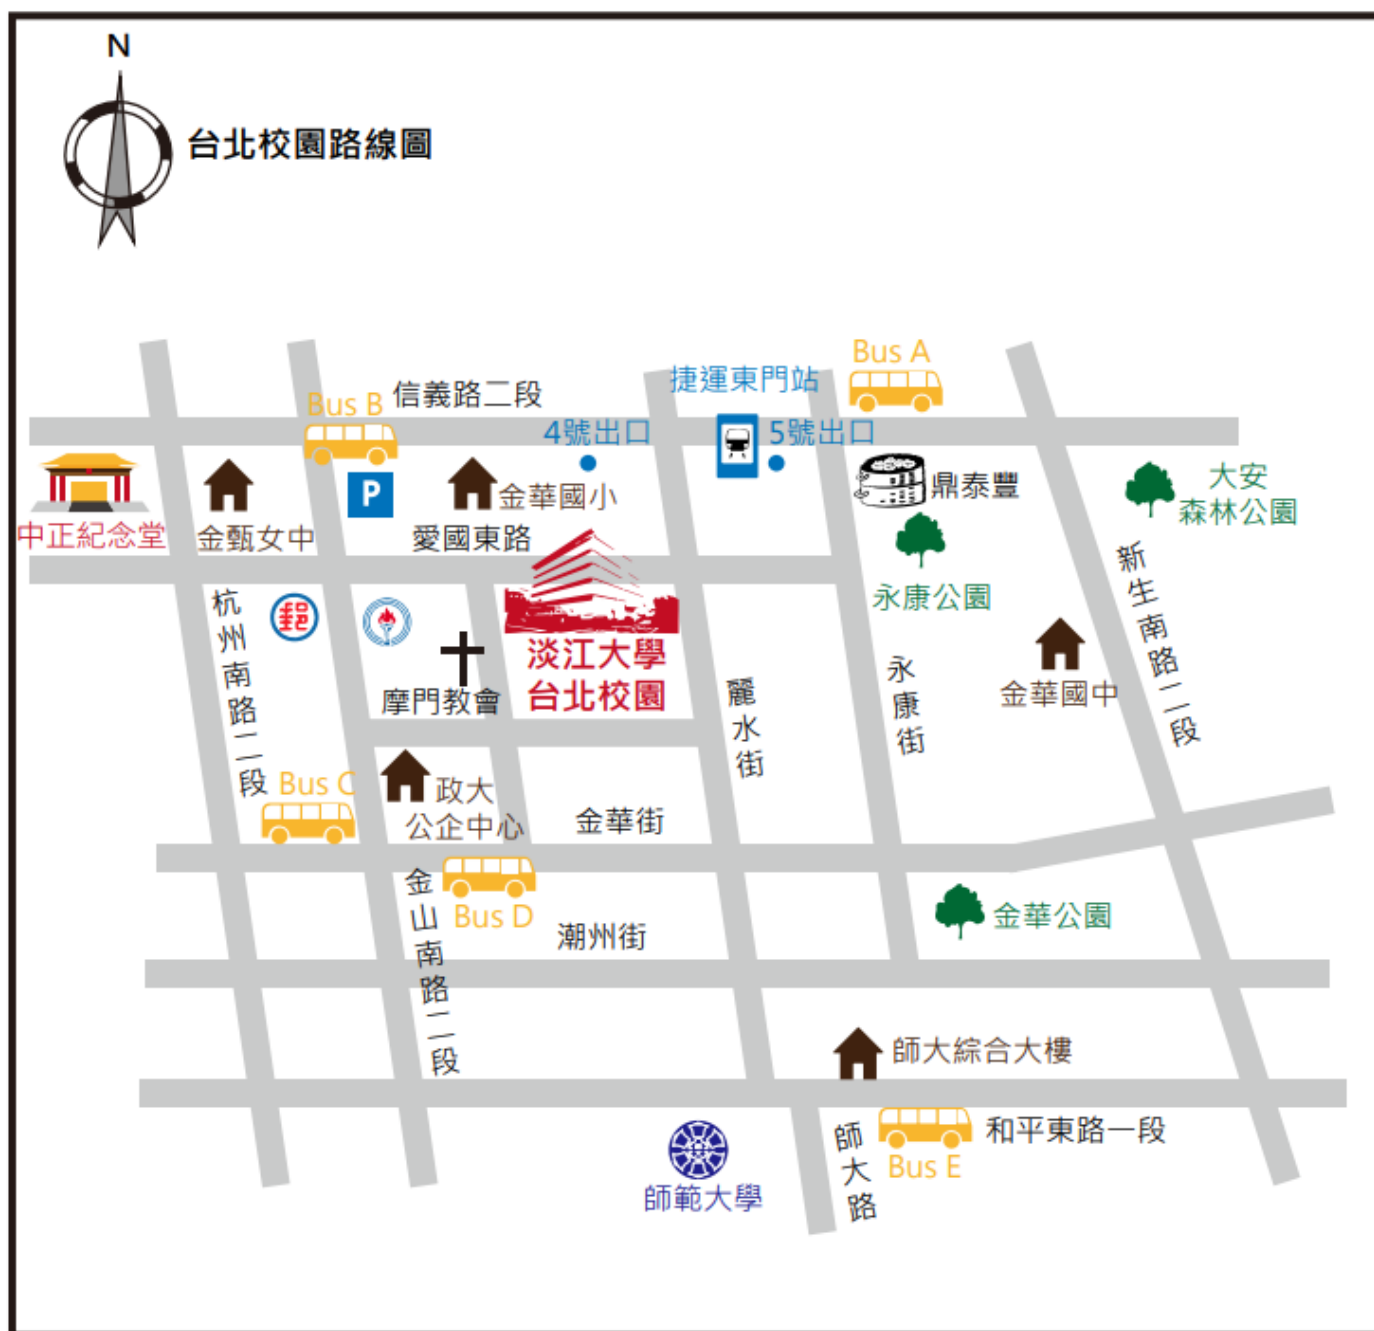 N
台北校園路線圖
Bus A
捷運東門站
信義路二段
Bus B
4號出口
5號出口
P
金華國小
鼎泰豐
大安
森林公園
中正紀念堂
金甄女中
愛國東路
永康公園
新生南路二段
杭州南路二段
郵
淡江大學
台北校園
摩門教會
麗水街
永康街
金華國中
Bus C
政大
公企中心
金華街
金山南路二段
Bus D
潮州街
金華公園
師大綜合大樓
和平東路一段
Bus E
師大路
師範大學